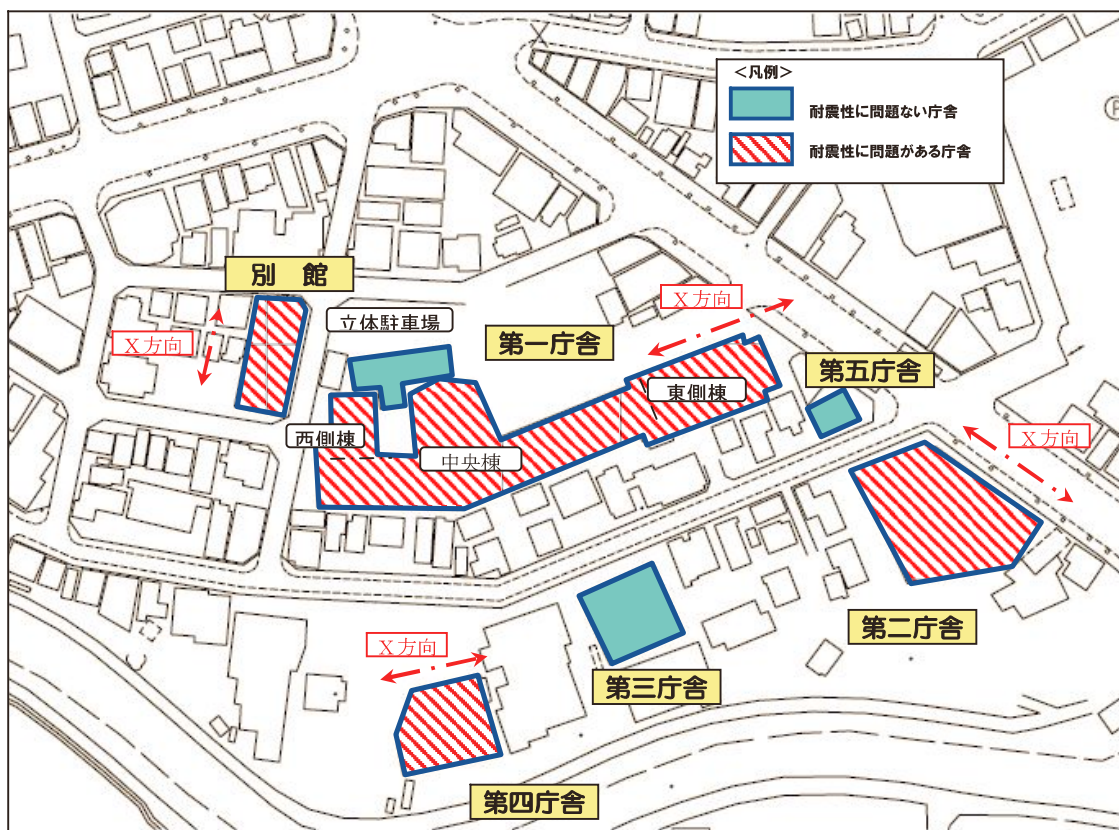 <凡例>
耐震性に問題ない庁舎
耐震性に問題がある庁舎
P
別 館
X方向
立体駐車場
第一庁舎
X方向
東側棟
第五庁舎
X方向
西側棟
中央棟
第二庁舎
X方向
第三庁舎
第四庁舎